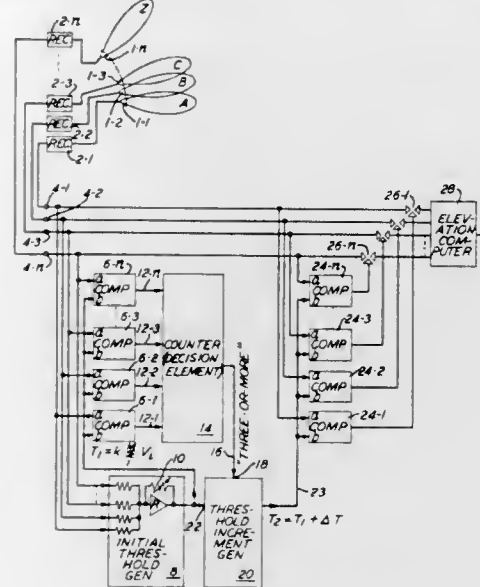 Z
2-n
REC
1-n
2-3
1-3
C
REC
B
REC
A
2-2
1-2
1-1
REC
2-1
4-1
4-2
26-1
28
4-3
4-n
26-n
ELEV-
ATION
COM-
PUTER
6-n
24-n
a COMP
b
12-n
a COMP
b
6-3
24-3
a COMP
b
12-3
COUNTER
(DECISION
ELEMENT)
a COMP
b
6-2
24-2
a COMP
b
12-2
a COMP
b
6-1
24-1
a COMP
b
12-1
14
"THREE-OR-MORE"
a COMP
b
T₁=k
V_L
16
18
10
23
22
T₂=T₁+ΔT
INITIAL
THRES-
HOLD
GEN
8
THRES-
HOLD
INCRE-
MENT
GEN
20